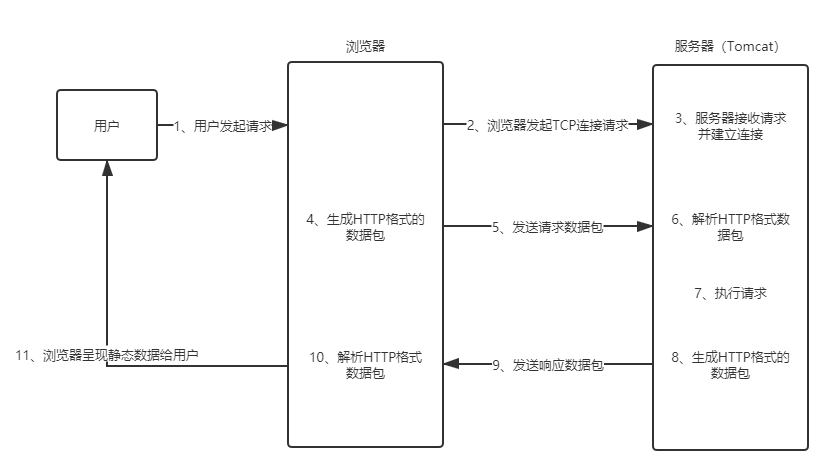 浏览器
服务器（Tomcat）
用户
1、用户发起请求
2、浏览器发起TCP连接请求
3、服务器接收请求
并建立连接
4、生成HTTP格式的
数据包
5、发送请求数据包
6、解析HTTP格式数
据包
7、执行请求
8、生成HTTP格式的
数据包
9、发送响应数据包
10、解析HTTP格式
数据包
11、浏览器呈现静态数据给用户